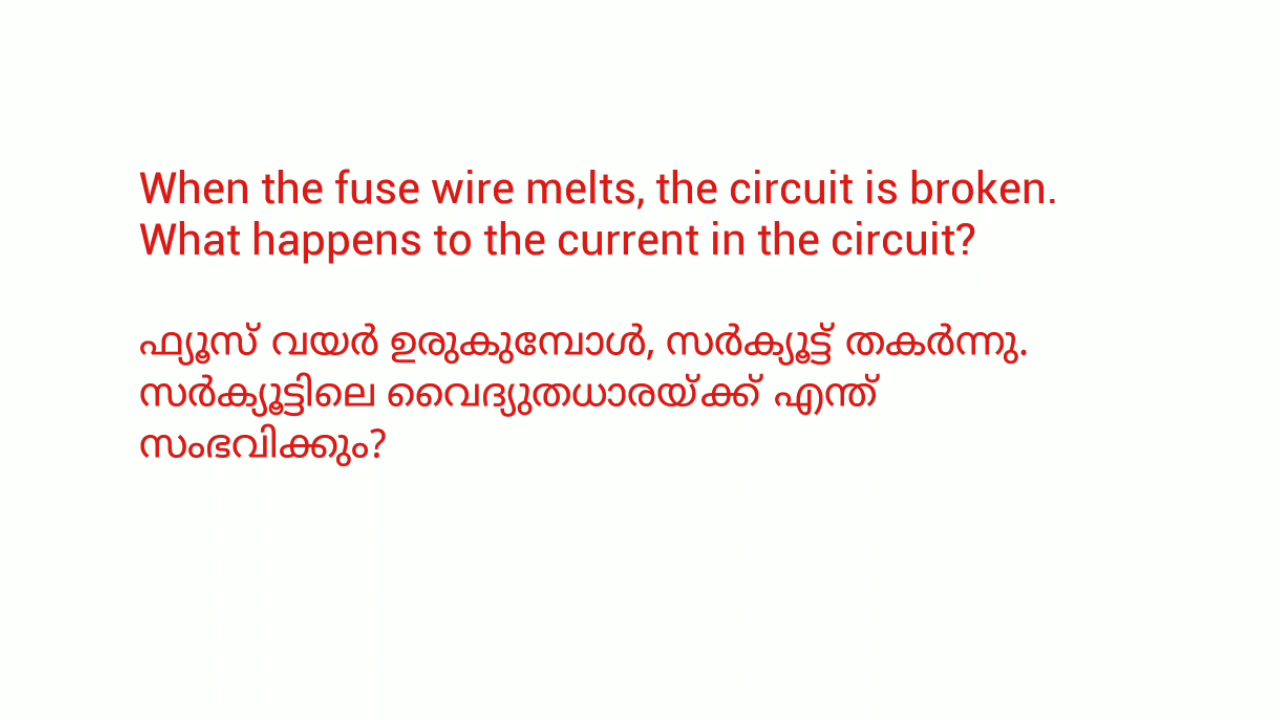 When the fuse wire melts, the circuit is broken.
What happens to the current in the circuit?
ഫ്യൂസ് വയർ ഉരുകുമ്പോൾ, സർക്യൂട്ട് തകർന്നു.
സർക്യൂട്ടിലെ വൈദ്യുതധാരയ്ക്ക് എന്ത്
സംഭവിക്കും?